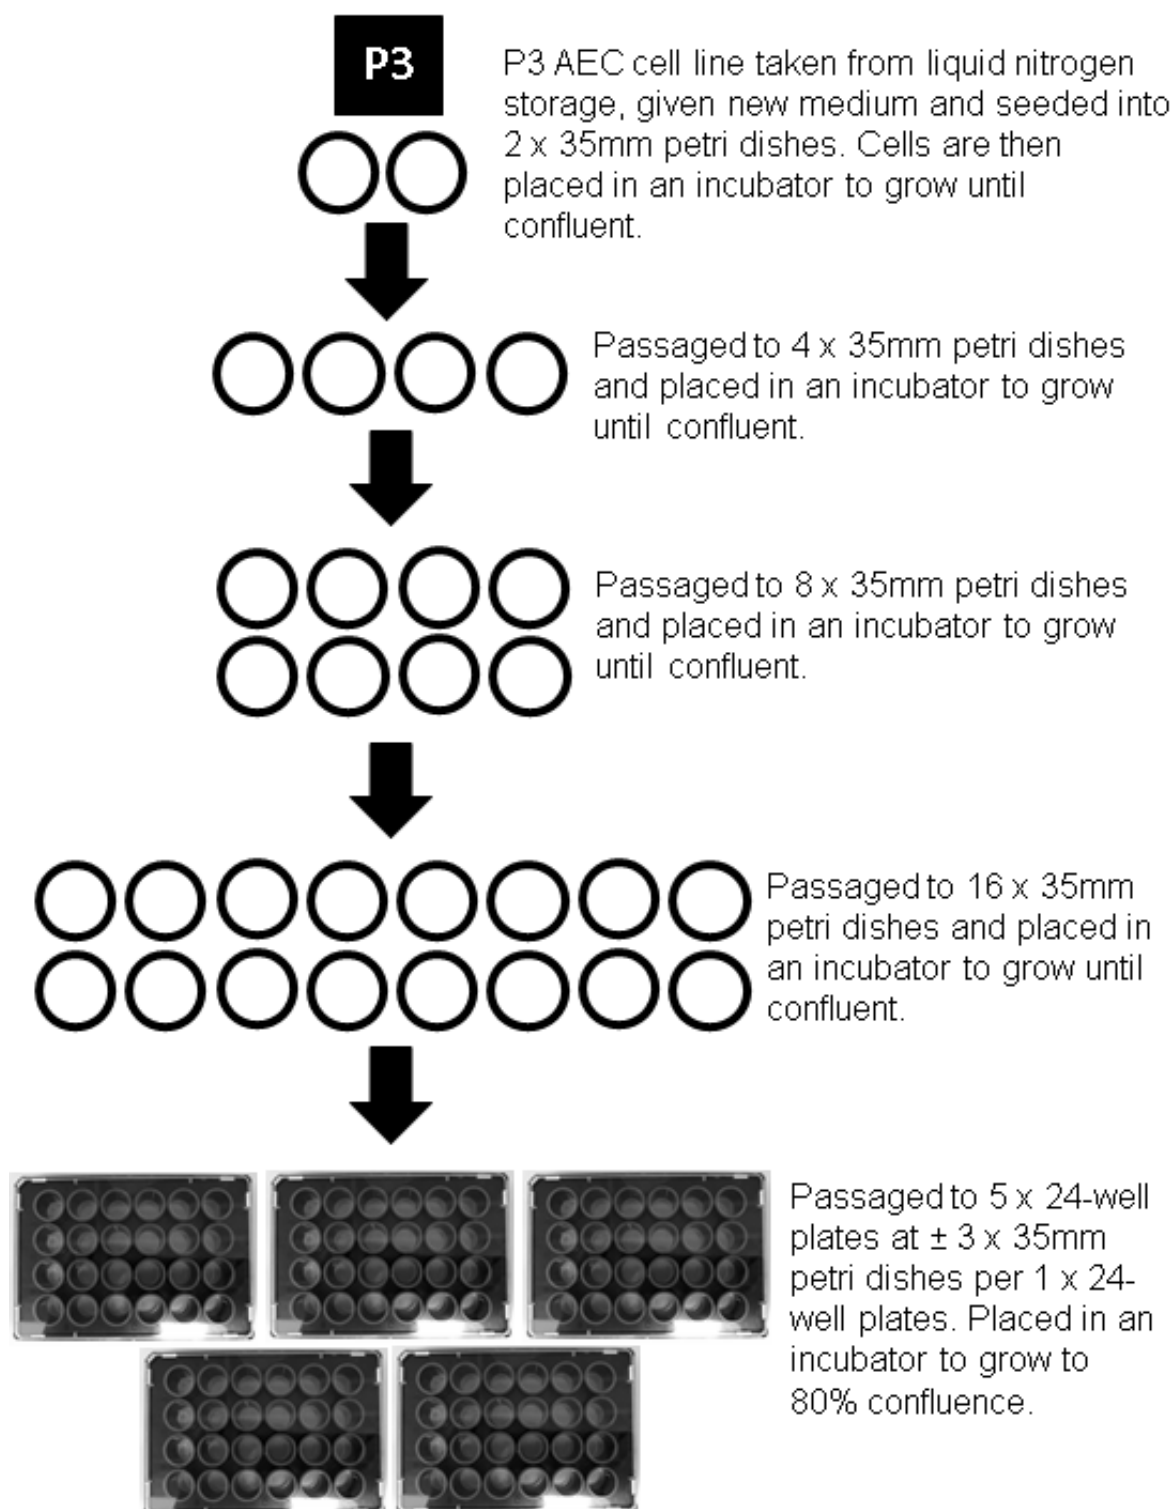 P3
P3 AEC cell line taken from liquid nitrogen
storage, given new medium and seeded into
2 x 35mm petri dishes. Cells are then
placed in an incubator to grow until
confluent.
Passaged to 4 x 35mm petri dishes
and placed in an incubator to grow
until confluent.
Passaged to 8 x 35mm petri dishes
and placed in an incubator to grow
until confluent.
Passaged to 16 x 35mm
petri dishes and placed in
an incubator to grow until
confluent.
Passaged to 5 x 24-well
plates at ± 3 x 35mm
petri dishes per 1 x 24-
well plates. Placed in an
incubator to grow to
80% confluence.